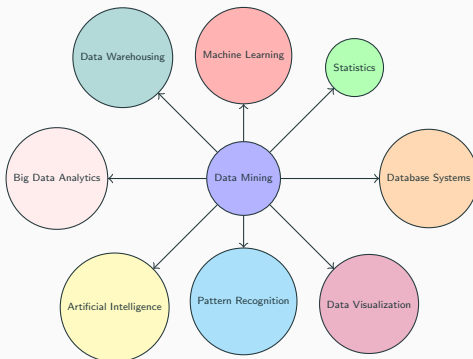 Data Warehousing
Machine Learning
Statistics
Big Data Analytics
Data Mining
Database Systems
Artificial Intelligence
Pattern Recognition
Data Visualization